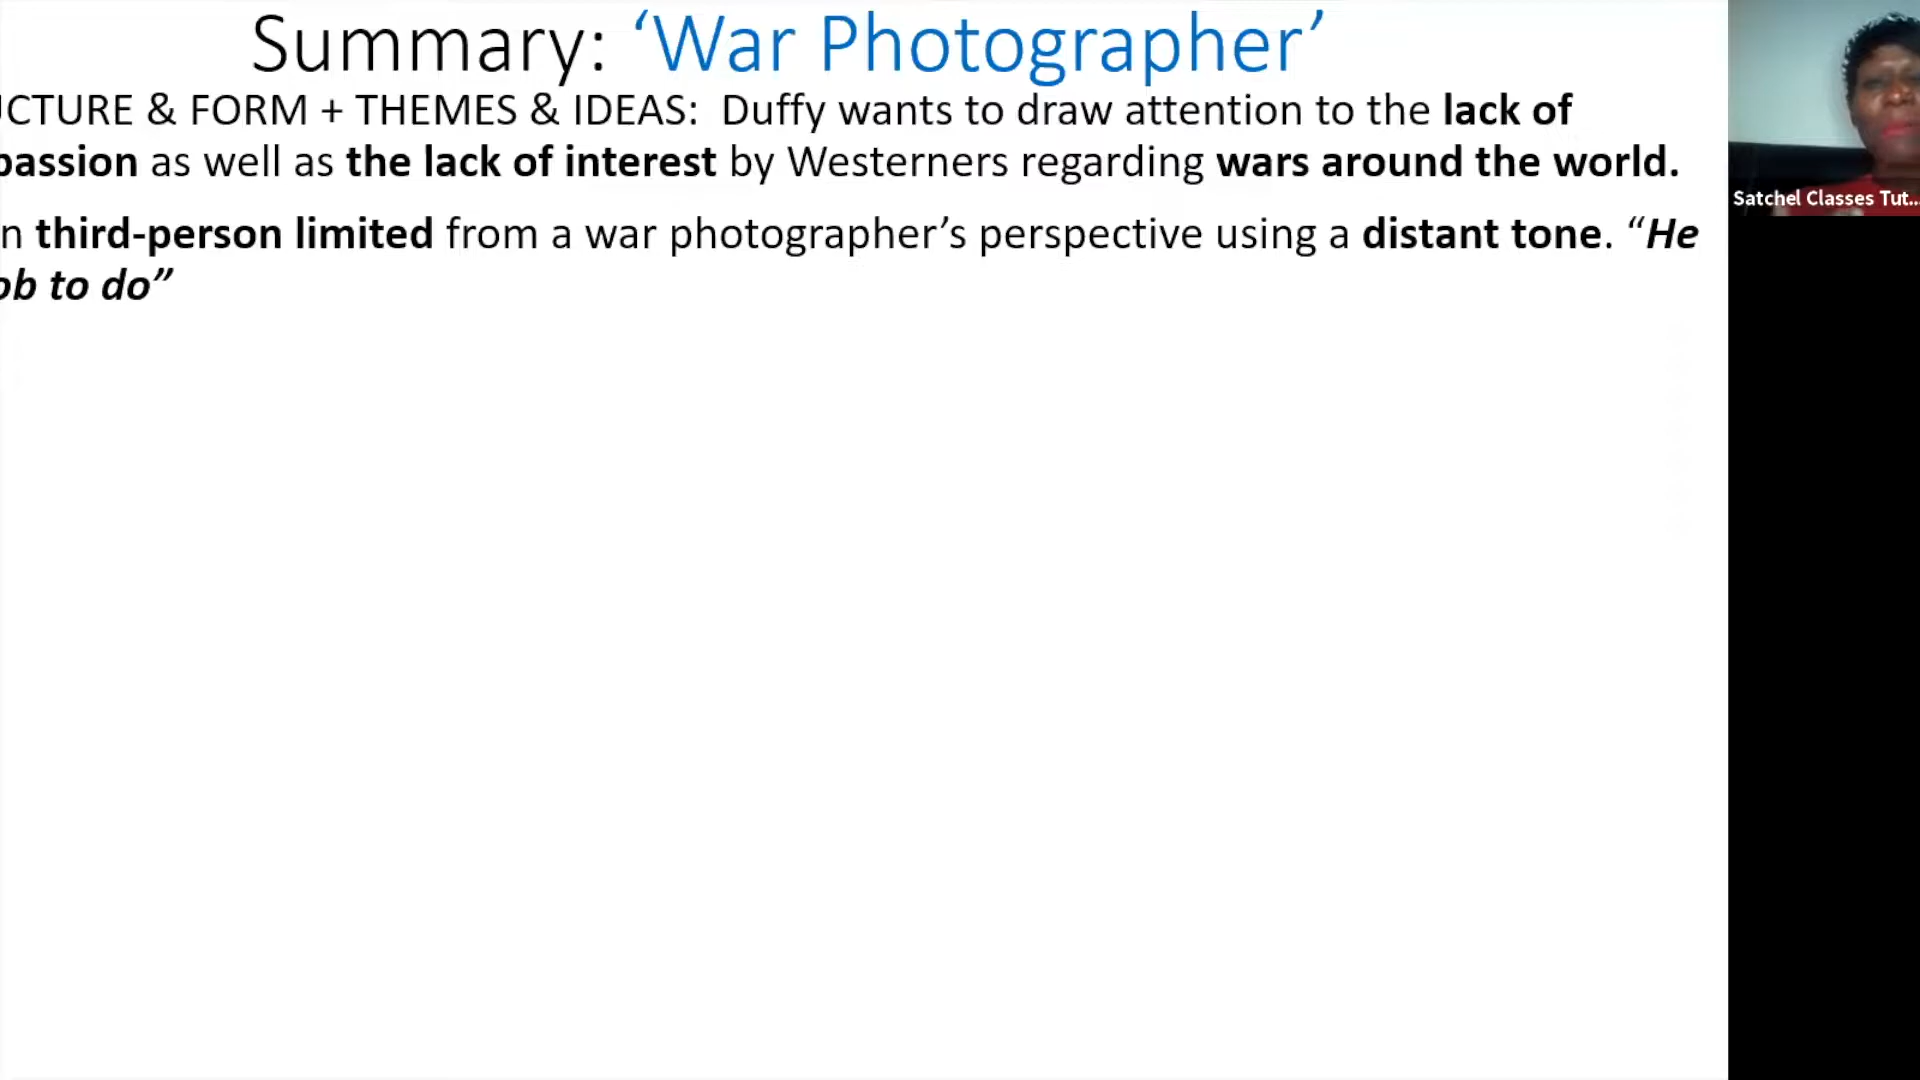 Summary: ‘War Photographer’
UCTURE & FORM + THEMES & IDEAS: Duffy wants to draw attention to the lack of
passion as well as the lack of interest by Westerners regarding wars around the world.
n third-person limited from a war photographer’s perspective using a distant tone. “He
ob to do”
Satchel Classes Tut...